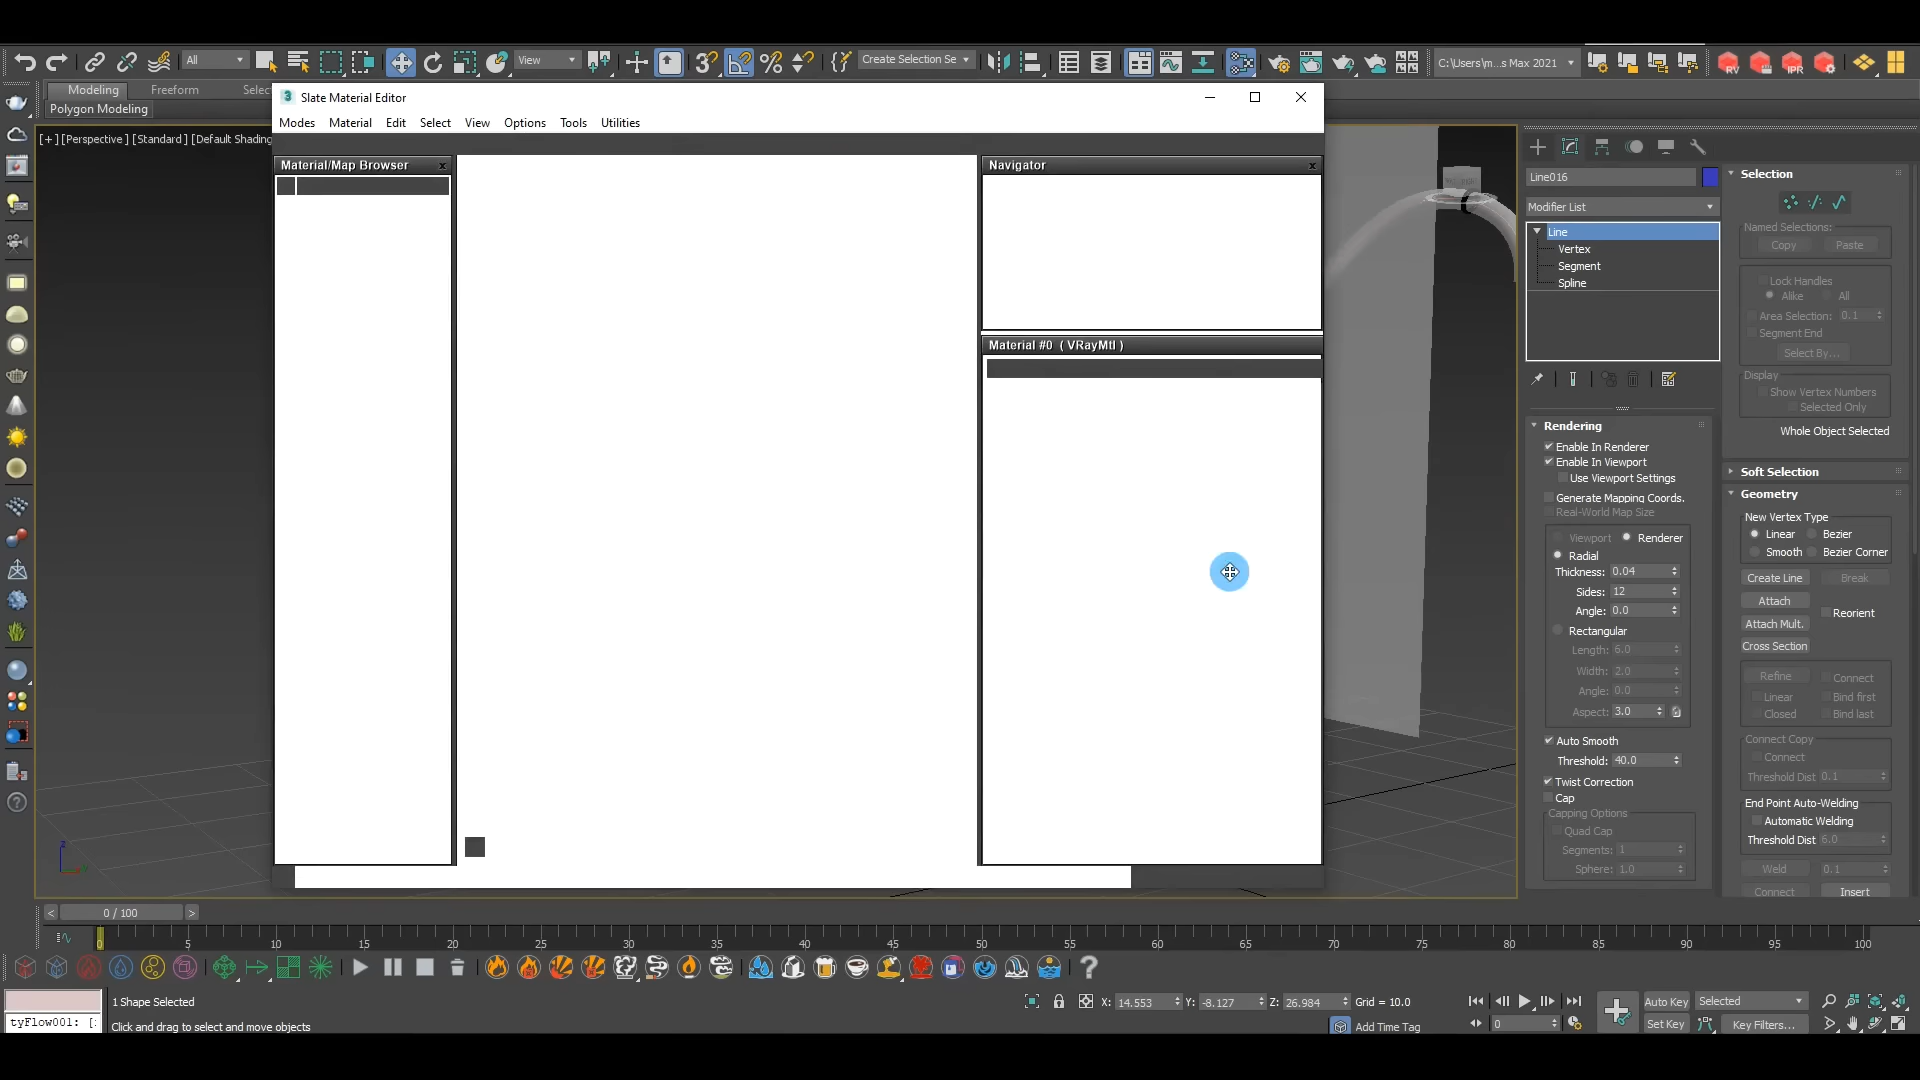 All
View
Create Selection Se
C:\Users\m...s Max 2021
Modeling
Freeform
Selec
Polygon Modeling
[+] [Perspective ] [Standard ] [Default Shading
Slate Material Editor
Modes
Material
Edit
Select
View
Options
Tools
Utilities
Material/Map Browser
Navigator
Material #0 ( VRayMtl )
Line016
Modifier List
Line
Vertex
Segment
Spline
Rendering
Enable In Renderer
Enable In Viewport
Use Viewport Settings
Generate Mapping Coords.
Real-World Map Size
Viewport
Renderer
Radial
Thickness: 0.04
Sides: 12
Angle: 0.0
Rectangular
Length: 6.0
Width: 2.0
Angle: 0.0
Aspect: 3.0
Auto Smooth
Threshold: 40.0
Twist Correction
Cap
Capping Options
Quad Cap
Segments: 1
Sphere: 1.0
Selection
Named Selections:
Copy
Paste
Lock Handles
Alike
All
Area Selection: 0.1
Segment End
Select By...
Display
Show Vertex Numbers
Selected Only
Whole Object Selected
Soft Selection
Geometry
New Vertex Type
Linear
Bezier
Smooth
Bezier Corner
Create Line
Break
Attach
Reorient
Attach Mult.
Cross Section
Refine
Connect
Linear
Bind first
Closed
Bind last
Connect Copy
Connect
Threshold Dist 0.1
End Point Auto-Welding
Automatic Welding
Threshold Dist 6.0
Weld
0.1
Connect
Insert
< 0 / 100 >
0 5 10 15 20 25 30 35 40 45 50 55 60 65 70 75 80 85 90 95 100
1 Shape Selected
X: 14.553 Y: -8.127 Z: 26.984 Grid = 10.0
Auto Key
Selected
tyFlow001: [
Click and drag to select and move objects
Add Time Tag
0
Set Key
Key Filters...